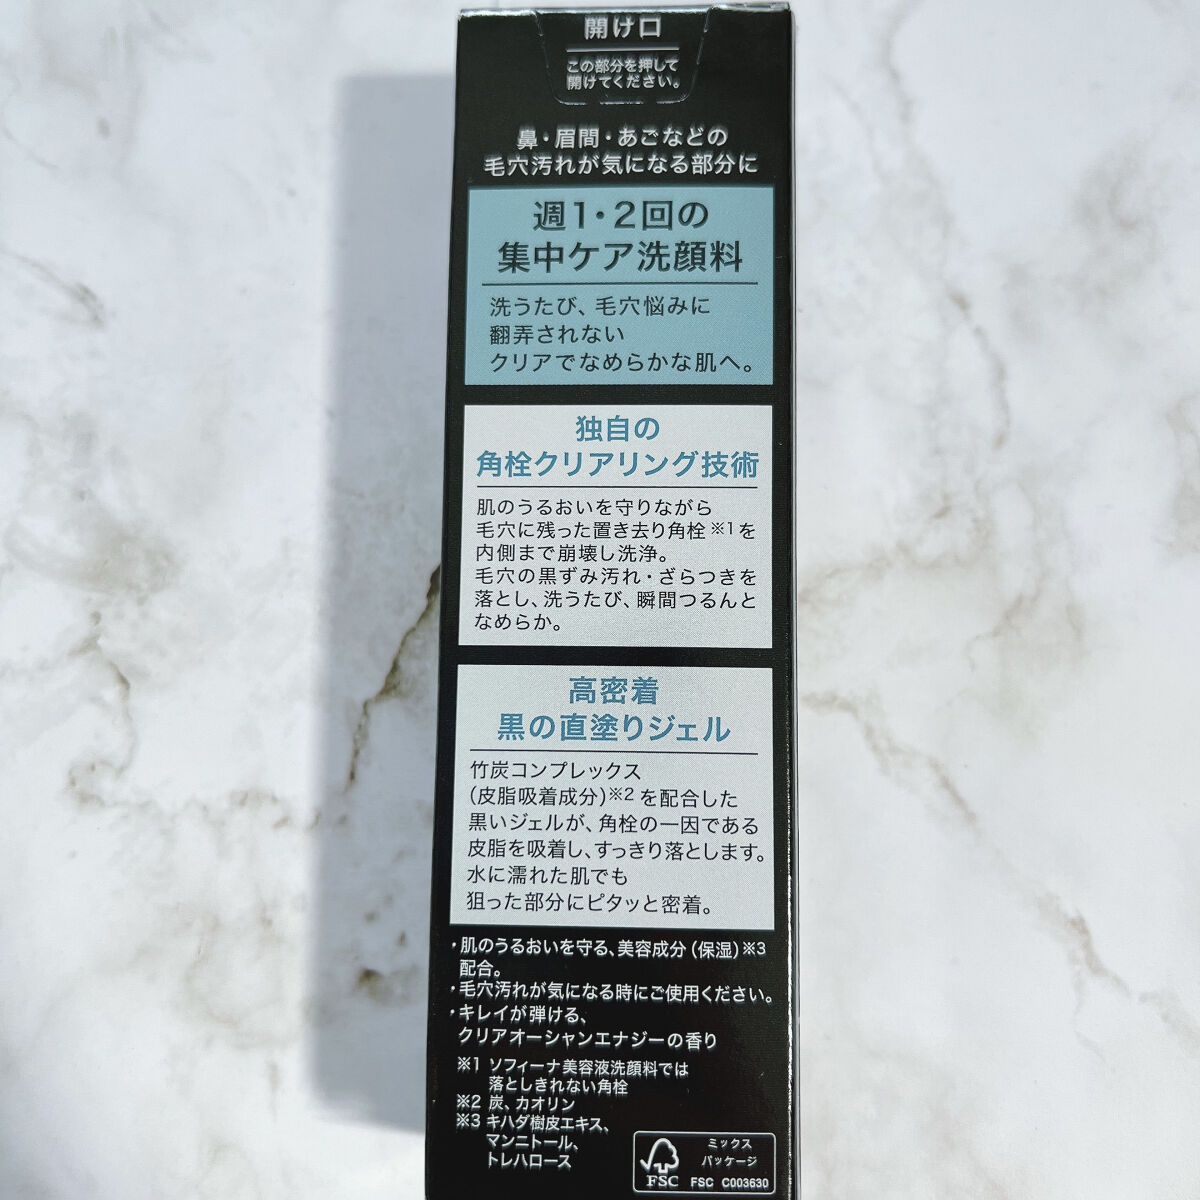 開け口
この部分を押して
開けてください。
鼻・眉間・あごなどの
毛穴汚れが気になる部分に
週1・2回の
集中ケア洗顔料
洗うたび、毛穴悩みに
翻弄されない
クリアでなめらかな肌へ。
独自の
角栓クリアリング技術
肌のうるおいを守りながら
毛穴に残った置き去り角栓※1を
内側まで崩壊し洗浄。
毛穴の黒ずみ汚れ・ざらつきを
落とし、洗うたび、瞬間つるんと
なめらか。
高密着
黒の直塗りジェル
竹炭コンプレックス
(皮脂吸着成分)※2を配合した
黒いジェルが、角栓の一因である
皮脂を吸着し、すっきり落とします。
水に濡れた肌でも
狙った部分にピタッと密着。
・肌のうるおいを守る、美容成分(保湿)※3
配合。
・毛穴汚れが気になる時にご使用ください。
・キレイが弾ける、
クリアオーシャンエナジーの香り
※1 ソフィーナ美容液洗顔料では
落としきれない角栓
※2 炭、カオリン
※3 キハダ樹皮エキス、
マンニトール、
トレハロース
ミックス
パッケージ
FSC FSC C003630